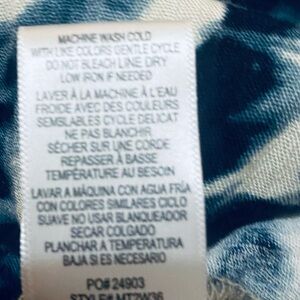 MACHINE WASH COLD
WITH LIKE COLORS GENTLE CYCLE
DO NOT BLEACH LINE DRY
LOW IRON IF NEEDED
LAVER À LA MACHINE À L'EAU
FROIDE AVEC DES COULEURS
SEMBLABLES CYCLE DELICAT
NE PAS BLANCHIR
SÉCHER SUR UNE CORDE
REPASSER À BASSE
TEMPÉRATURE AU BESOIN
LAVAR A MÁQUINA CON AGUA FRÍA
CON COLORES SIMILARES CICLO
SUAVE NO USAR BLANQUEADOR
SECAR COLGADO
PLANCHAR A TEMPERATURA
BAJA SI ES NECESARIO
PO# 24903
STYLE# MT2W36